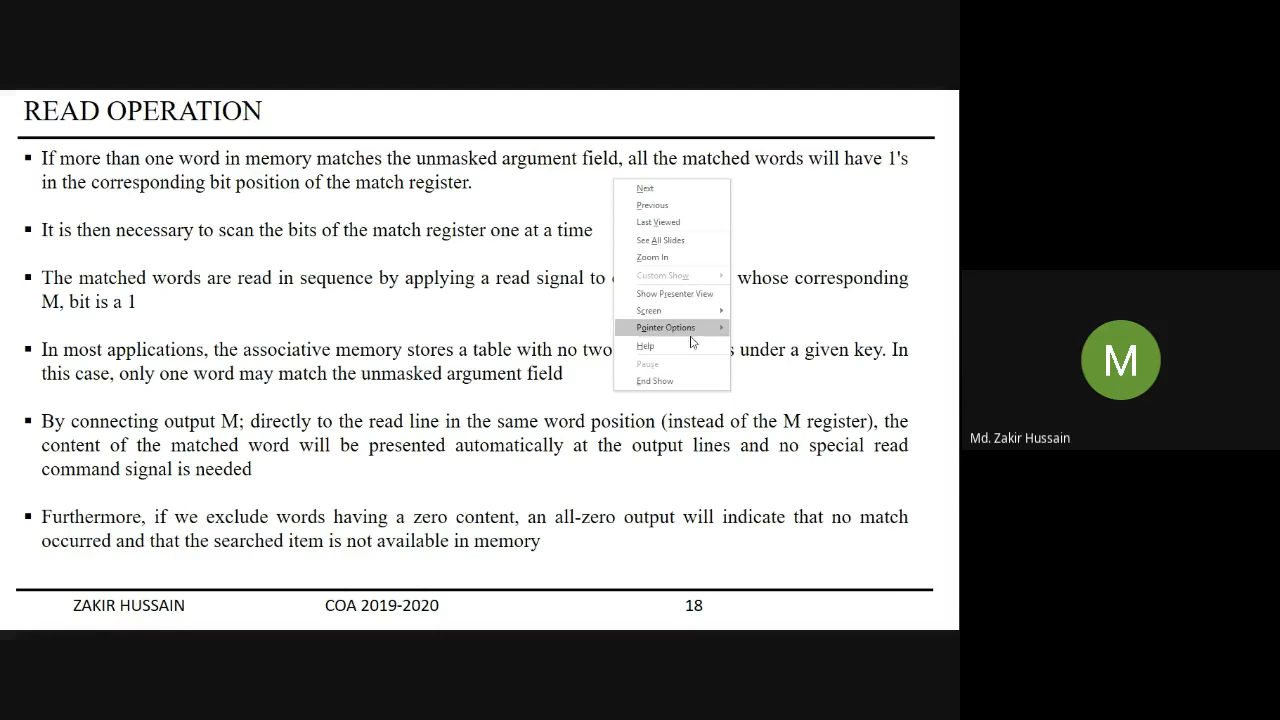 READ OPERATION
▪ If more than one word in memory matches the unmasked argument field, all the matched words will have 1's
in the corresponding bit position of the match register.
▪ It is then necessary to scan the bits of the match register one at a time
▪ The matched words are read in sequence by applying a read signal to whose corresponding
M, bit is a 1
▪ In most applications, the associative memory stores a table with no two under a given key. In
this case, only one word may match the unmasked argument field
▪ By connecting output M; directly to the read line in the same word position (instead of the M register), the
content of the matched word will be presented automatically at the output lines and no special read
command signal is needed
▪ Furthermore, if we exclude words having a zero content, an all-zero output will indicate that no match
occurred and that the searched item is not available in memory
Next
Previous
Last Viewed
See All Slides
Zoom In
Custom Show
Show Presenter View
Screen
Pointer Options
Help
Pause
End Show
ZAKIR HUSSAIN COA 2019-2020 18
M
Md. Zakir Hussain